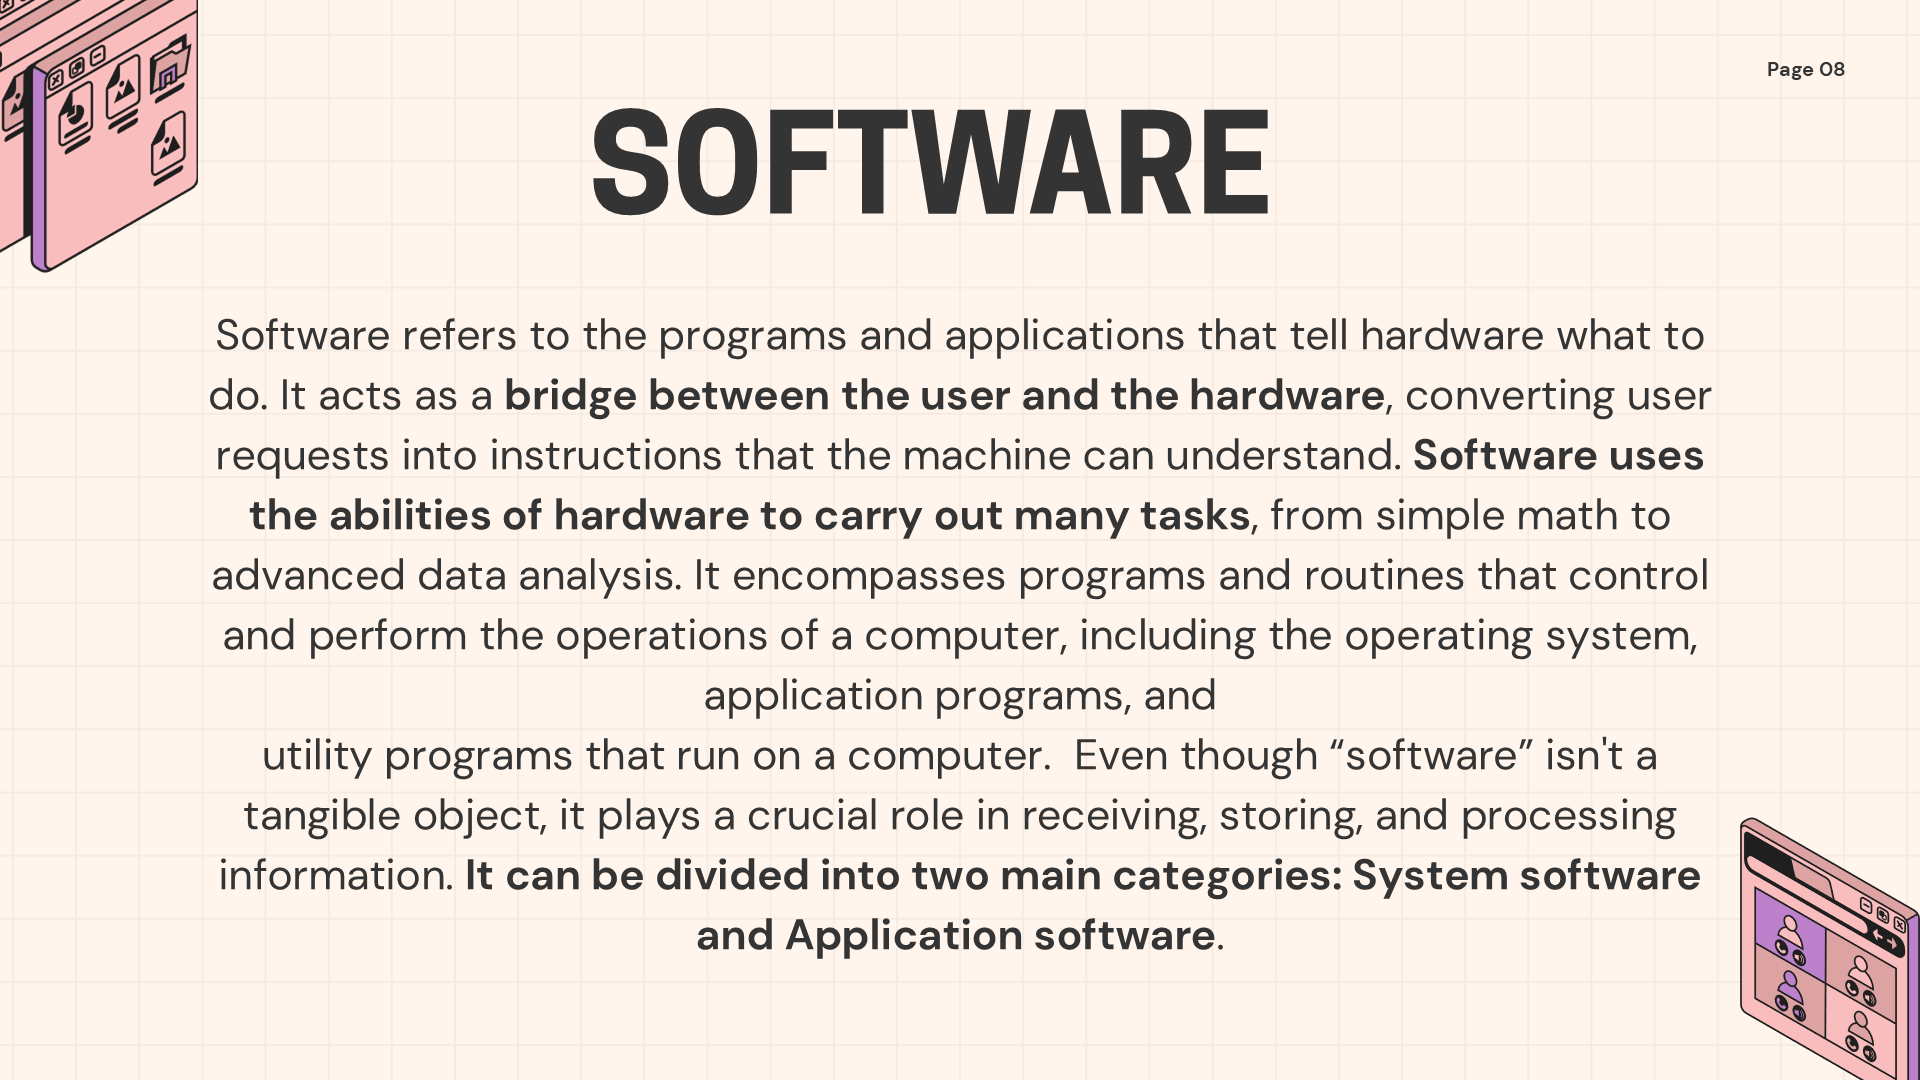 Page 08
SOFTWARE
Software refers to the programs and applications that tell hardware what to
do. It acts as a bridge between the user and the hardware, converting user
requests into instructions that the machine can understand. Software uses
the abilities of hardware to carry out many tasks, from simple math to
advanced data analysis. It encompasses programs and routines that control
and perform the operations of a computer, including the operating system,
application programs, and
utility programs that run on a computer.  Even though “software” isn't a
tangible object, it plays a crucial role in receiving, storing, and processing
information. It can be divided into two main categories: System software
and Application software.